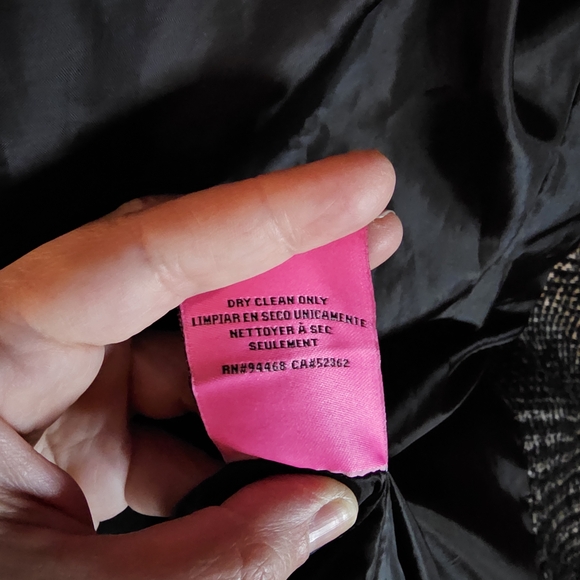 DRY CLEAN ONLY
LIMPIAR EN SECO UNICAMENTE
NETTOYER À SEC
SEULEMENT
RN#94468 CA#52362